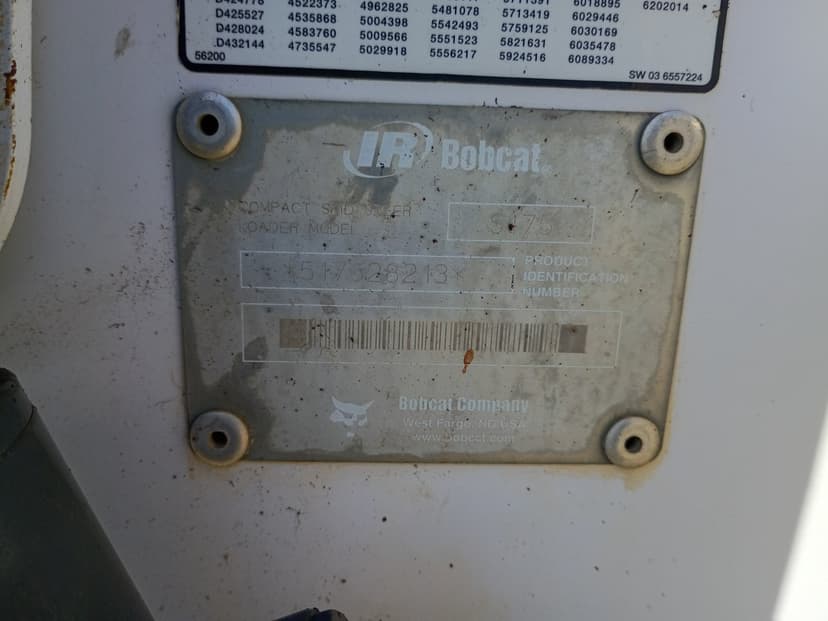 4522373 4962825 5481078 5713419 6018895 6202014
D425527 4535868 5004398 5542493 5759125 6029446
D428024 4583760 5009566 5551523 5821631 6030169
D432144 4735547 5029918 5556217 5924516 6035478
6089334
56200
SW 03 6557224
IR Bobcat
COMPACT SKID STEER
LOADER MODEL
PRODUCT
IDENTIFICATION
NUMBER
Bobcat Company
West Fargo, ND USA
www.bobcat.com